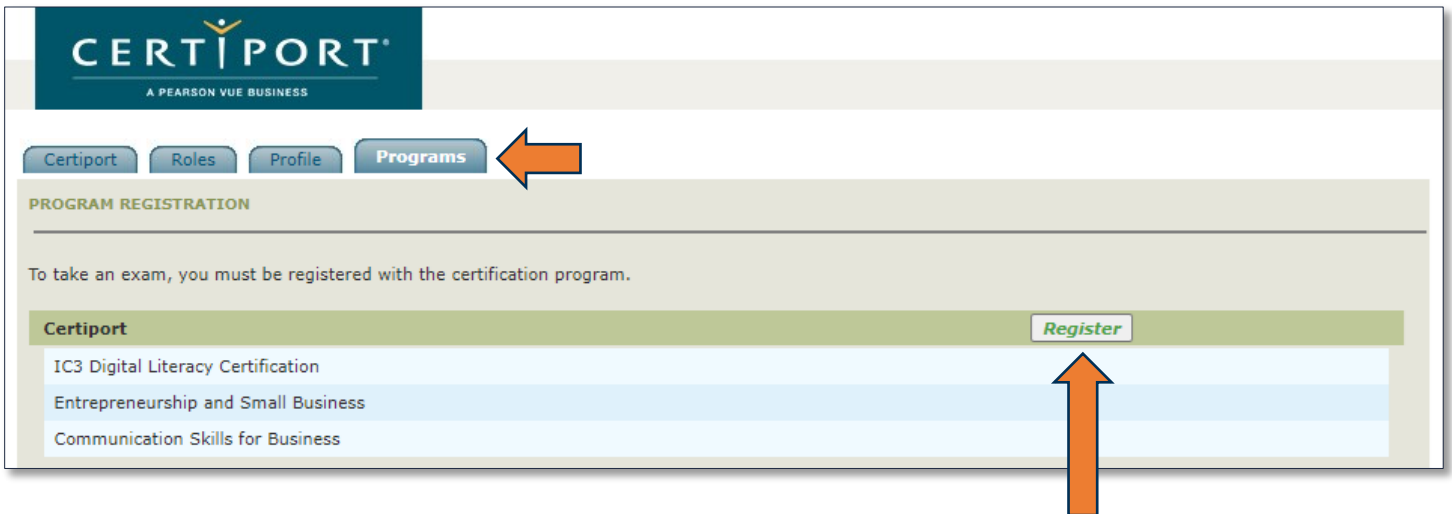 CERTIPORT®
A PEARSON VUE BUSINESS
Certiport Roles Profile Programs
PROGRAM REGISTRATION
To take an exam, you must be registered with the certification program.
Certiport Register
IC3 Digital Literacy Certification
Entrepreneurship and Small Business
Communication Skills for Business